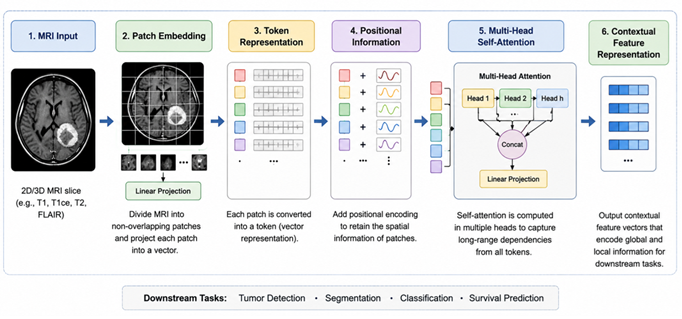 1. MRI Input
2. Patch Embedding
3. Token
Representation
4. Positional
Information
5. Multi-Head
Self-Attention
6. Contextual
Feature
Representation
Multi-Head Attention
Head 1
Head 2
Head h
...
Concat
Linear Projection
Linear Projection
2D/3D MRI slice
(e.g., T1, T1ce, T2,
FLAIR)
Divide MRI into
non-overlapping patches
and project each patch
into a vector.
Each patch is converted
into a token (vector
representation).
Add positional encoding
to retain the spatial
information of patches.
Self-attention is computed
in multiple heads to capture
long-range dependencies
from all tokens.
Output contextual
feature vectors that
encode global and
local information for
downstream tasks.
Downstream Tasks: Tumor Detection · Segmentation · Classification · Survival Prediction